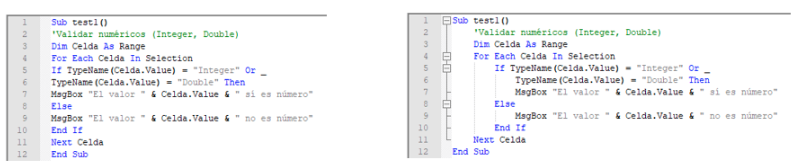 1 Sub test1()
2 'Validar numéricos (Integer, Double)
3 Dim Celda As Range
4 For Each Celda In Selection
5 If TypeName(Celda.Value) = "Integer" Or _
6 TypeName(Celda.Value) = "Double" Then
7 MsgBox "El valor " & Celda.Value & " si es número"
8 Else
9 MsgBox "El valor " & Celda.Value & " no es número"
10 End If
11 Next Celda
12 End Sub
1 Sub test1()
2 'Validar numéricos (Integer, Double)
3 Dim Celda As Range
4 For Each Celda In Selection
5 If TypeName(Celda.Value) = "Integer" Or _
6 TypeName(Celda.Value) = "Double" Then
7 MsgBox "El valor " & Celda.Value & " si es número"
8 Else
9 MsgBox "El valor " & Celda.Value & " no es número"
10 End If
11 Next Celda
12 End Sub